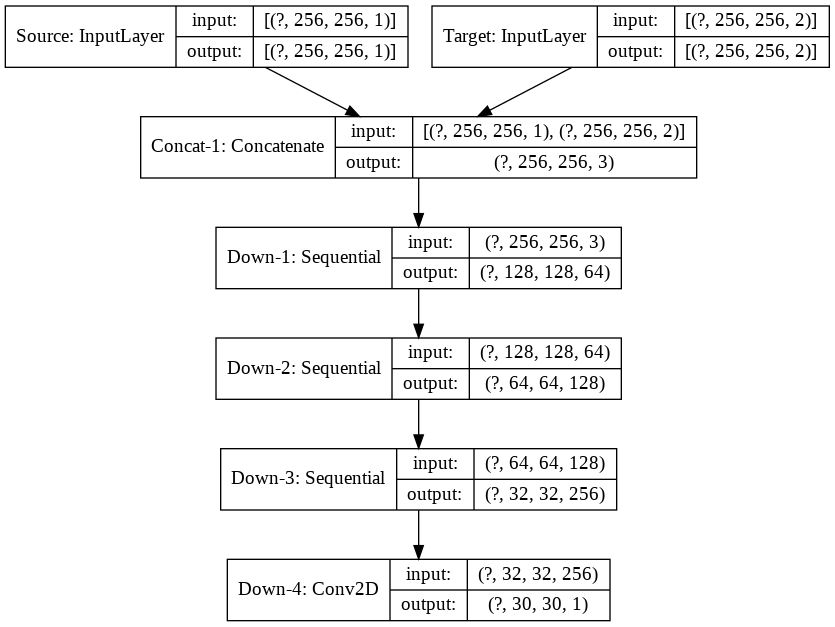 Source: InputLayer
input:
[(?, 256, 256, 1)]
output:
[(?, 256, 256, 1)]
Target: InputLayer
input:
[(?, 256, 256, 2)]
output:
[(?, 256, 256, 2)]
Concat-1: Concatenate
input:
[(?, 256, 256, 1), (?, 256, 256, 2)]
output:
(?, 256, 256, 3)
Down-1: Sequential
input:
(?, 256, 256, 3)
output:
(?, 128, 128, 64)
Down-2: Sequential
input:
(?, 128, 128, 64)
output:
(?, 64, 64, 128)
Down-3: Sequential
input:
(?, 64, 64, 128)
output:
(?, 32, 32, 256)
Down-4: Conv2D
input:
(?, 32, 32, 256)
output:
(?, 30, 30, 1)